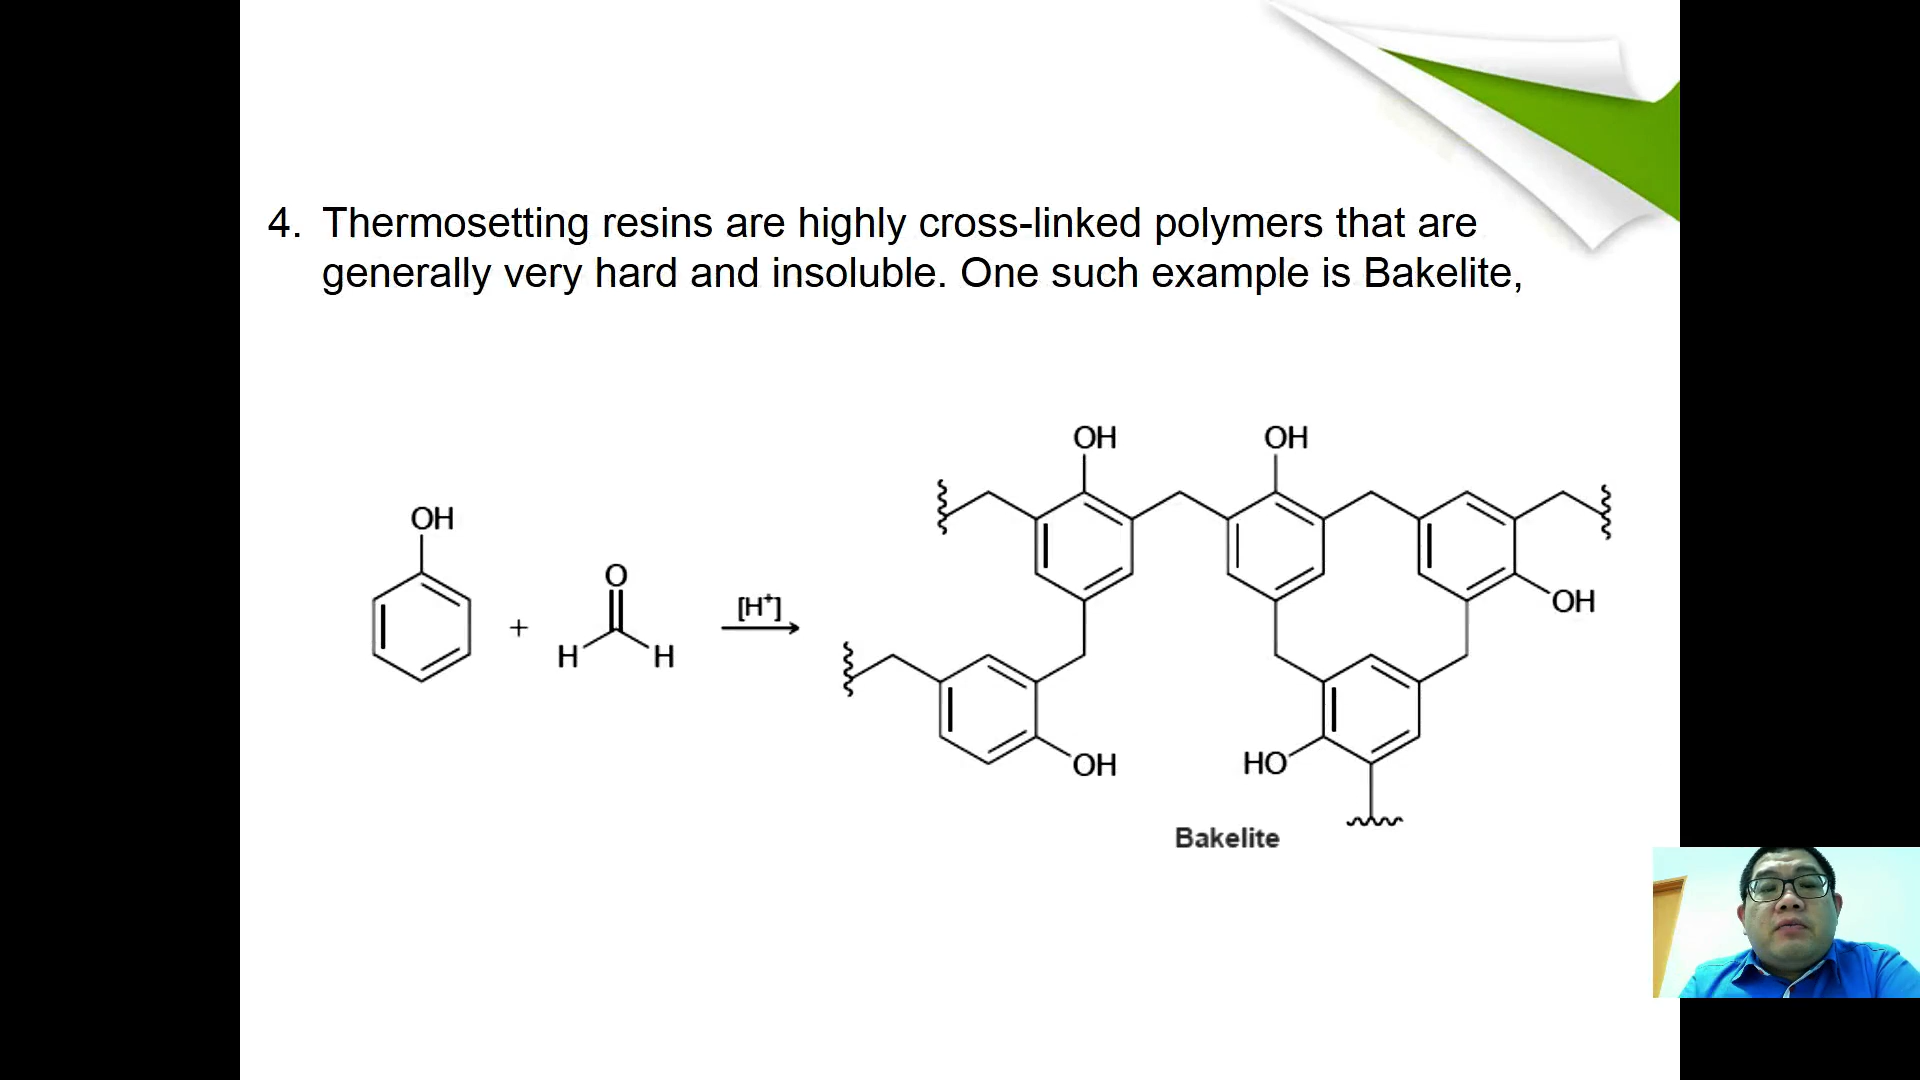 4. Thermosetting resins are highly cross-linked polymers that are
generally very hard and insoluble. One such example is Bakelite,
OH
OH
OH
O
[H⁺]
+
H
H
OH
OH
HO
OH
Bakelite